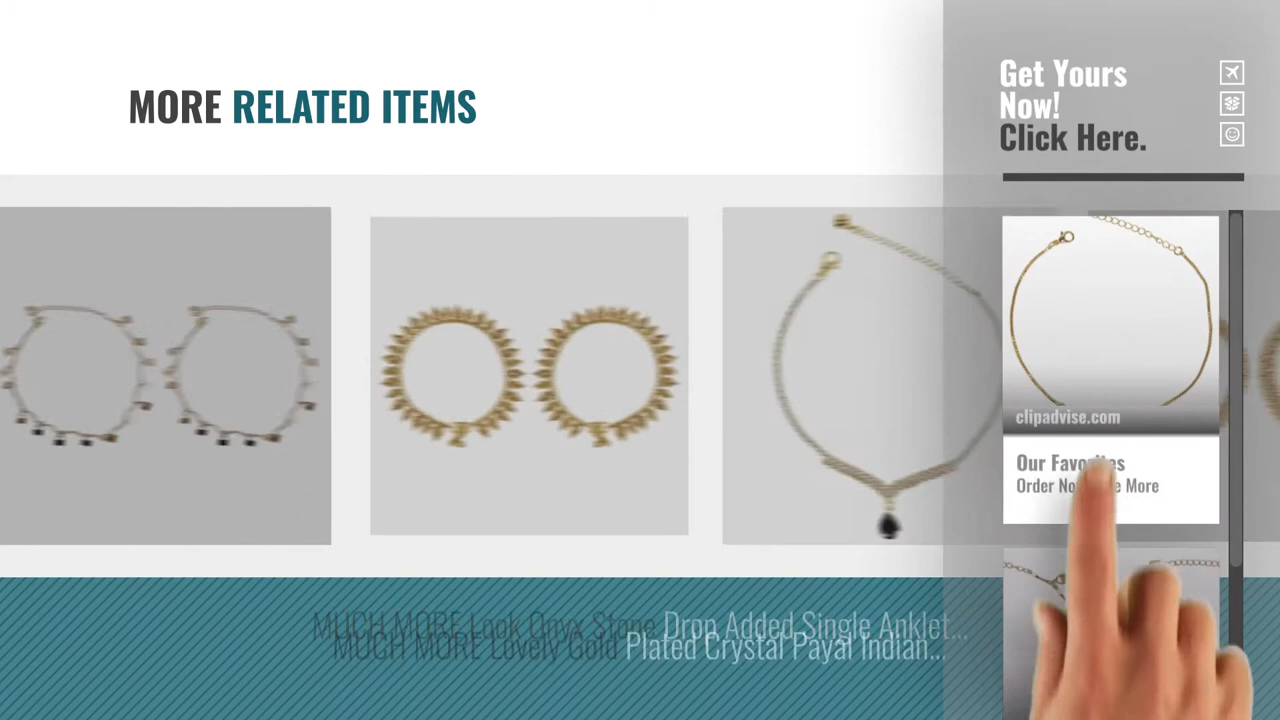 MORE RELATED ITEMS
Get Yours
Now!
Click Here.
clipadvise.com
Our Favorites
Order No e More
MUCH MORE Look Onyx Stone Drop Added Single Anklet...
MUCH MORE Lovely Gold Plated Crystal Payal Indian...